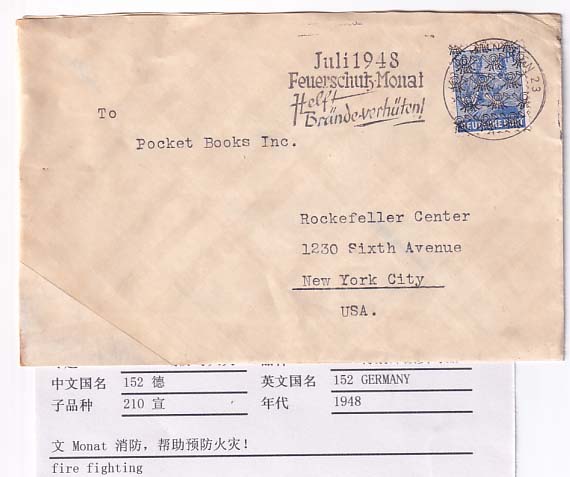 Juli 1948
Feuerschutz-Monat
Helft
Brände verhüten!
23
To
Pocket Books Inc.
Rockefeller Center
1230 Sixth Avenue
New York City
USA.
中文国名 152 德 英文国名 152 GERMANY
子品种 210 宣 年代 1948
文 Monat 消防，帮助预防火灾！
fire fighting